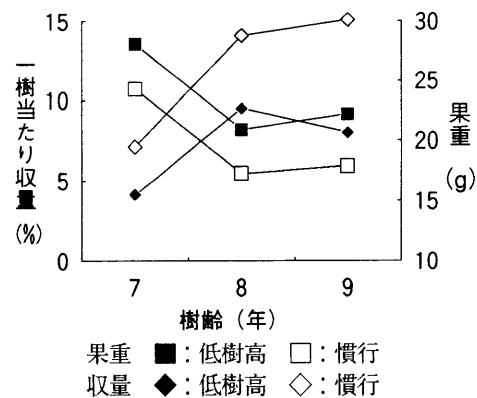 15
10
5
0
一樹当たり収量(%)
30
25
20
15
10
果重(g)
7 8 9
樹齢（年）
果重 ■：低樹高 □：慣行
収量 ◆：低樹高 ◇：慣行